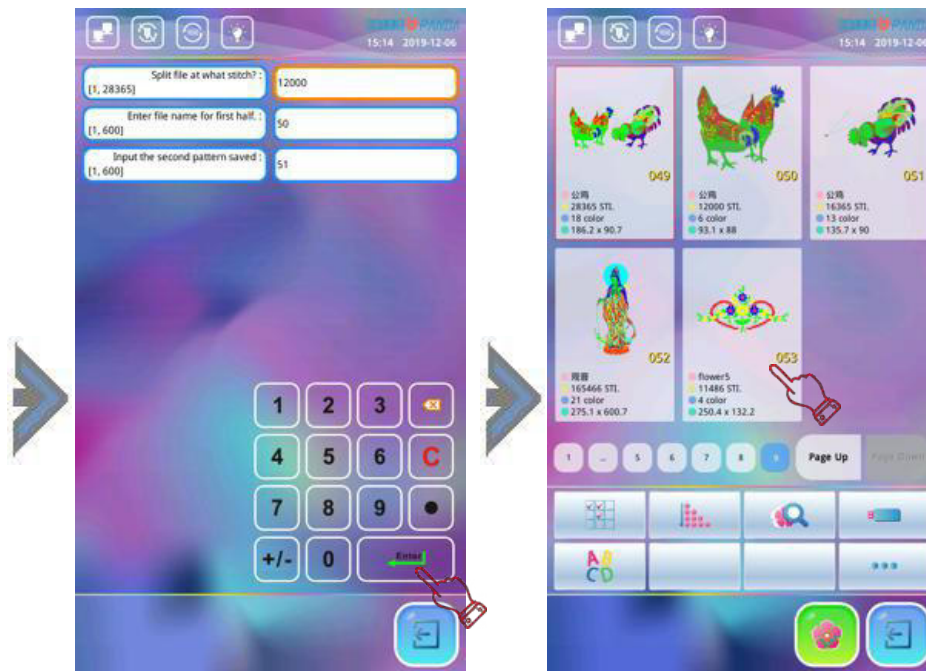 PANDA
15:14 2019-12-06
Split file at what stitch? :
[1, 28365]
12000
Enter file name for first half. :
[1, 600]
50
Input the second pattern saved :
[1, 600]
51
1 2 3
4 5 6 C
7 8 9
+/- 0 Enter
PANDA
15:14 2019-12-06
049
公鸡
28365 STI.
18 color
186.2 x 90.7
050
公鸡
12000 STI.
6 color
93.1 x 88
051
公鸡
16365 STI.
13 color
135.7 x 90
052
观音
165466 STI.
21 color
275.1 x 600.7
053
flower5
11486 STI.
4 color
250.4 x 132.2
1 ... 5 6 7 8 9 Page Up Page Down
A B
C D